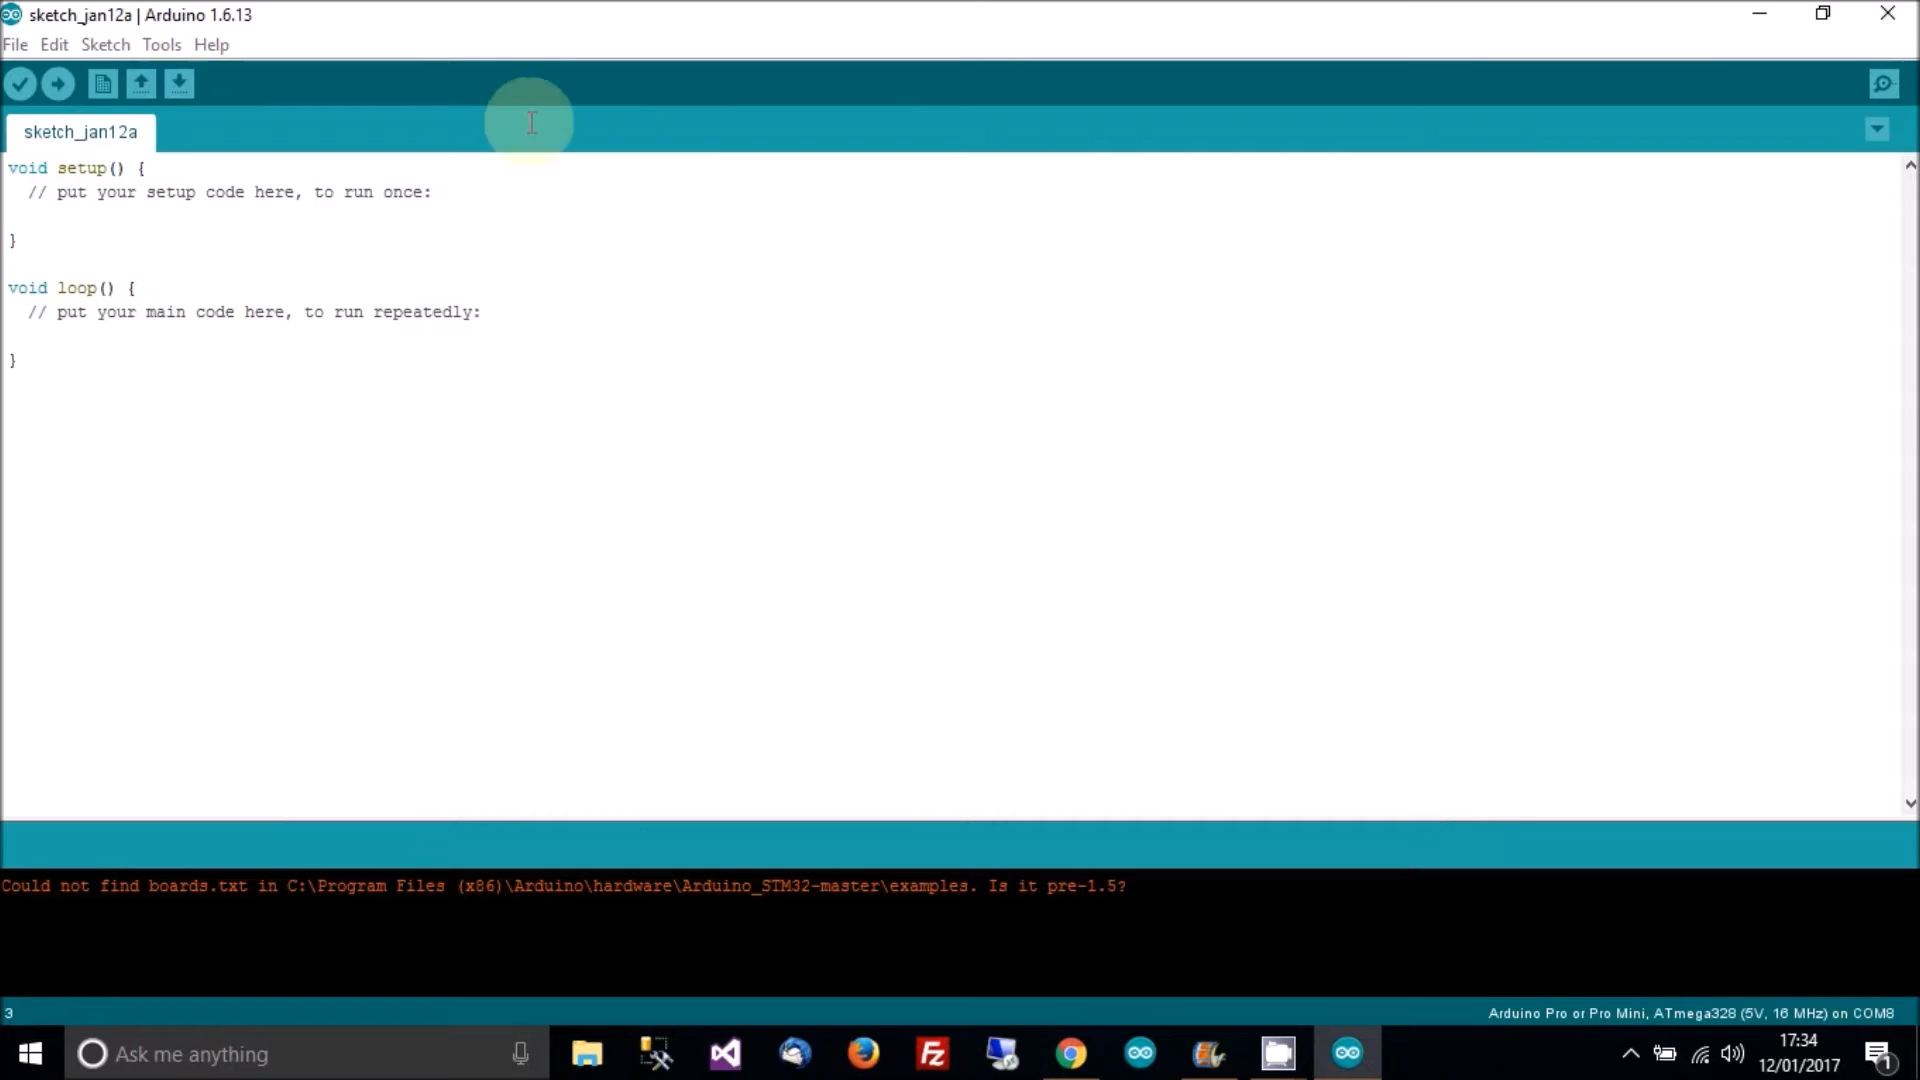 sketch_jan12a | Arduino 1.6.13
File Edit Sketch Tools Help
sketch_jan12a
void setup() {
  // put your setup code here, to run once:
}
void loop() {
  // put your main code here, to run repeatedly:
}
Could not find boards.txt in C:\Program Files (x86)\Arduino\hardware\Arduino_STM32-master\examples. Is it pre-1.5?
3
Arduino Pro or Pro Mini, ATmega328 (5V, 16 MHz) on COM8
Ask me anything
Fz
17:34
12/01/2017
1